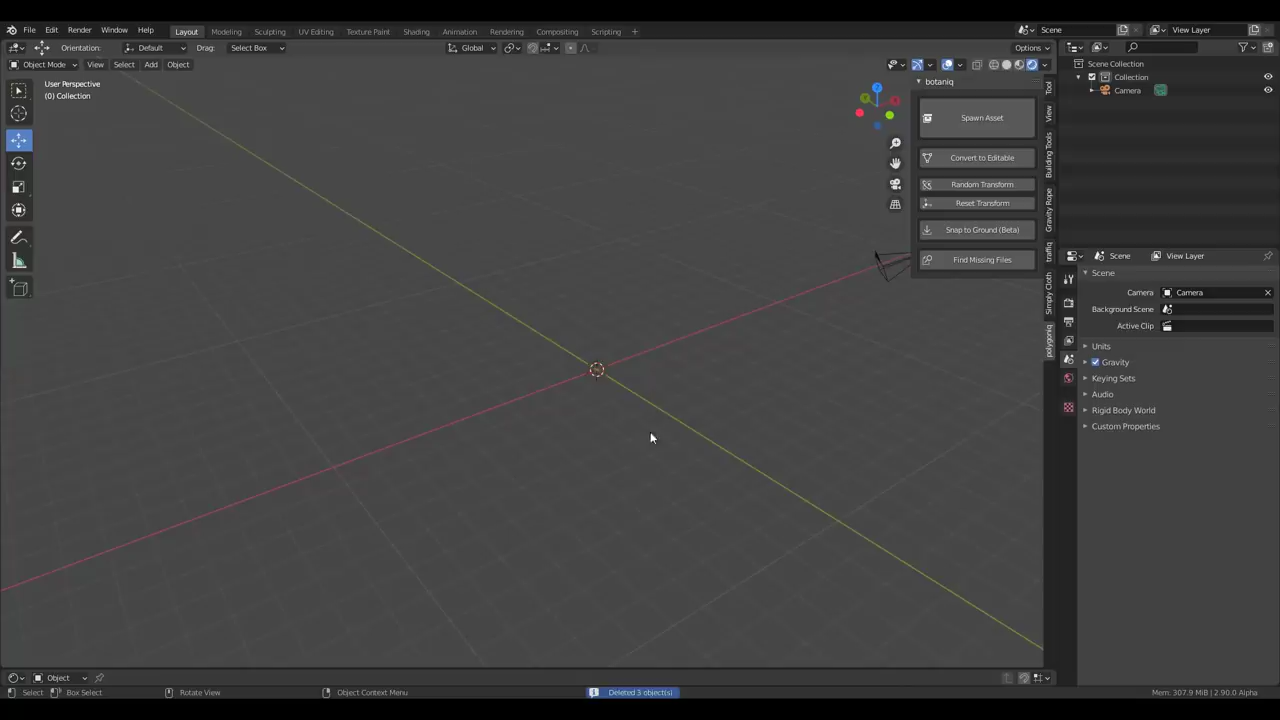 File Edit Render Window Help Layout Modeling Sculpting UV Editing Texture Paint Shading Animation Rendering Compositing Scripting + Scene View Layer
Orientation: Default Drag: Select Box Global Options
Object Mode View Select Add Object
User Perspective
(0) Collection
botaniq
Spawn Asset
Convert to Editable
Random Transform
Reset Transform
Snap to Ground (Beta)
Find Missing Files
Tool
View
Building Tools
Gravity Rope
traffiq
Simply Cloth
polygoniq
Scene Collection
Collection
Camera
Scene View Layer
Scene
Camera Camera
Background Scene
Active Clip
Units
Gravity
Keying Sets
Audio
Rigid Body World
Custom Properties
Object
Select Box Select Rotate View Object Context Menu Deleted 3 object(s) Mem: 307.9 MiB | 2.90.0 Alpha